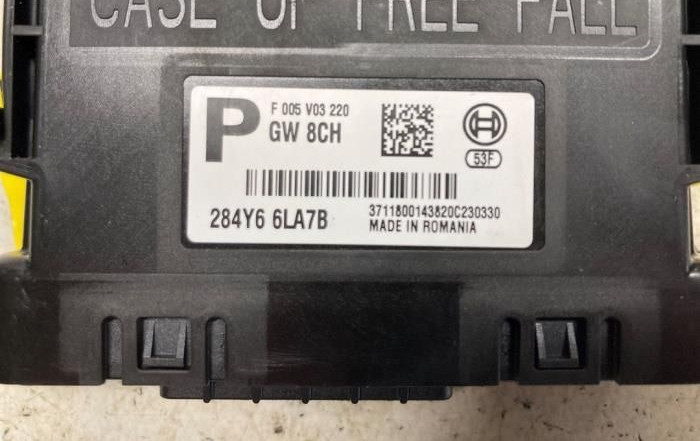 CASE OF FREE FALL
P
F 005 V03 220
GW 8CH
53F
284Y6 6LA7B
3711800143820C230330
MADE IN ROMANIA